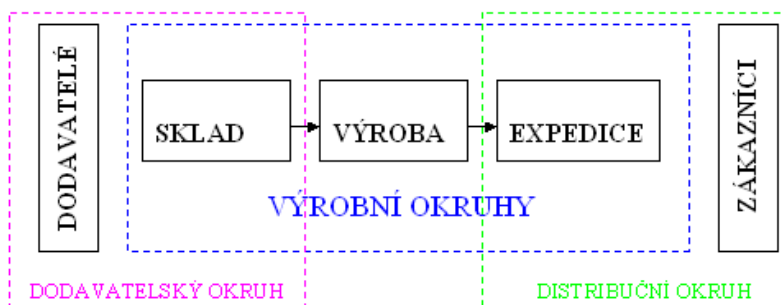 DODAVATELÉ
SKLAD
VÝROBA
EXPEDICE
ZÁKAZNÍCI
VÝROBNÍ OKRUHY
DODAVATELSKÝ OKRUH
DISTRIBUČNÍ OKRUH